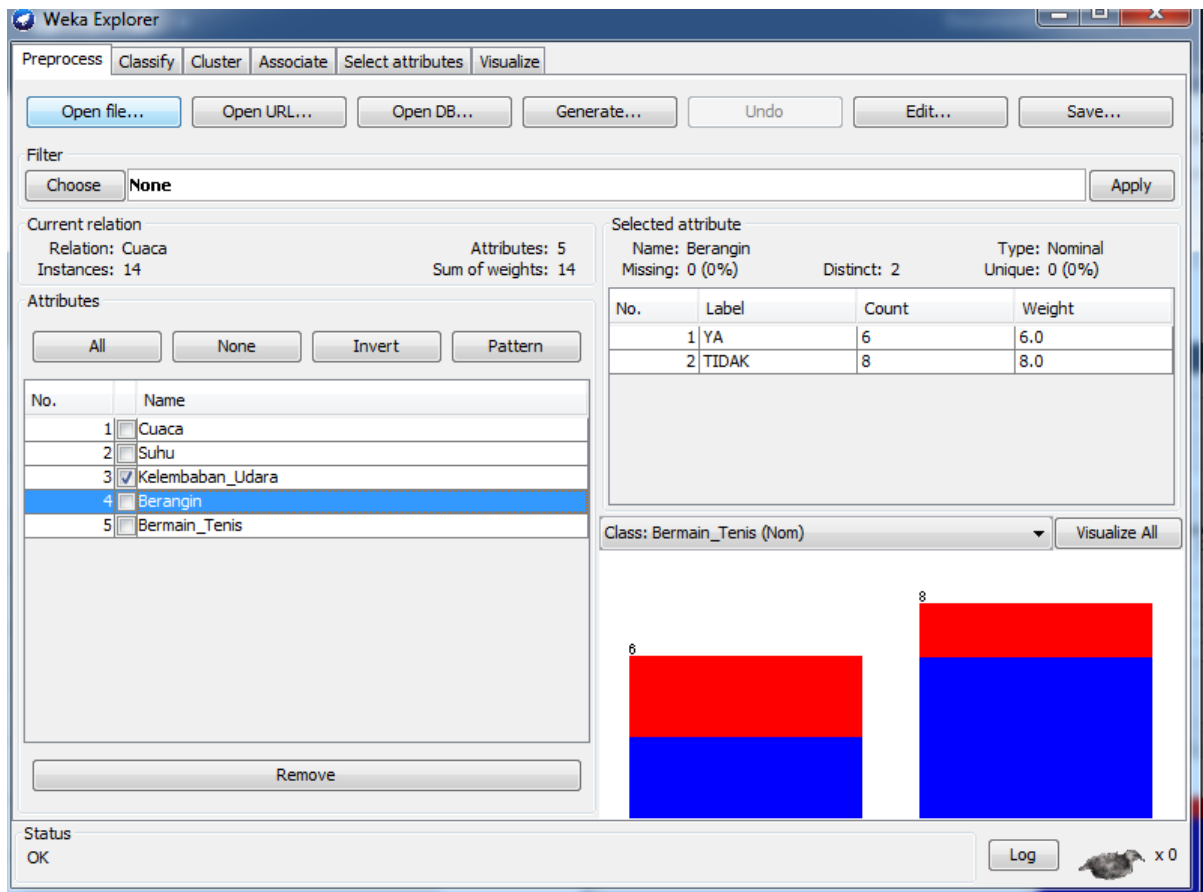 Weka Explorer
Preprocess Classify Cluster Associate Select attributes Visualize
Open file... Open URL... Open DB... Generate... Undo Edit... Save...
Filter
Choose None Apply
Current relation
Relation: Cuaca Attributes: 5
Instances: 14 Sum of weights: 14
Selected attribute
Name: Berangin Type: Nominal
Missing: 0 (0%) Distinct: 2 Unique: 0 (0%)
No. Label Count Weight
1 YA 6 6.0
2 TIDAK 8 8.0
Attributes
All None Invert Pattern
No. Name
1 Cuaca
2 Suhu
3 Kelembaban_Udara
4 Berangin
5 Bermain_Tenis
Remove
Class: Bermain_Tenis (Nom) Visualize All
6
8
Status
OK
Log x 0